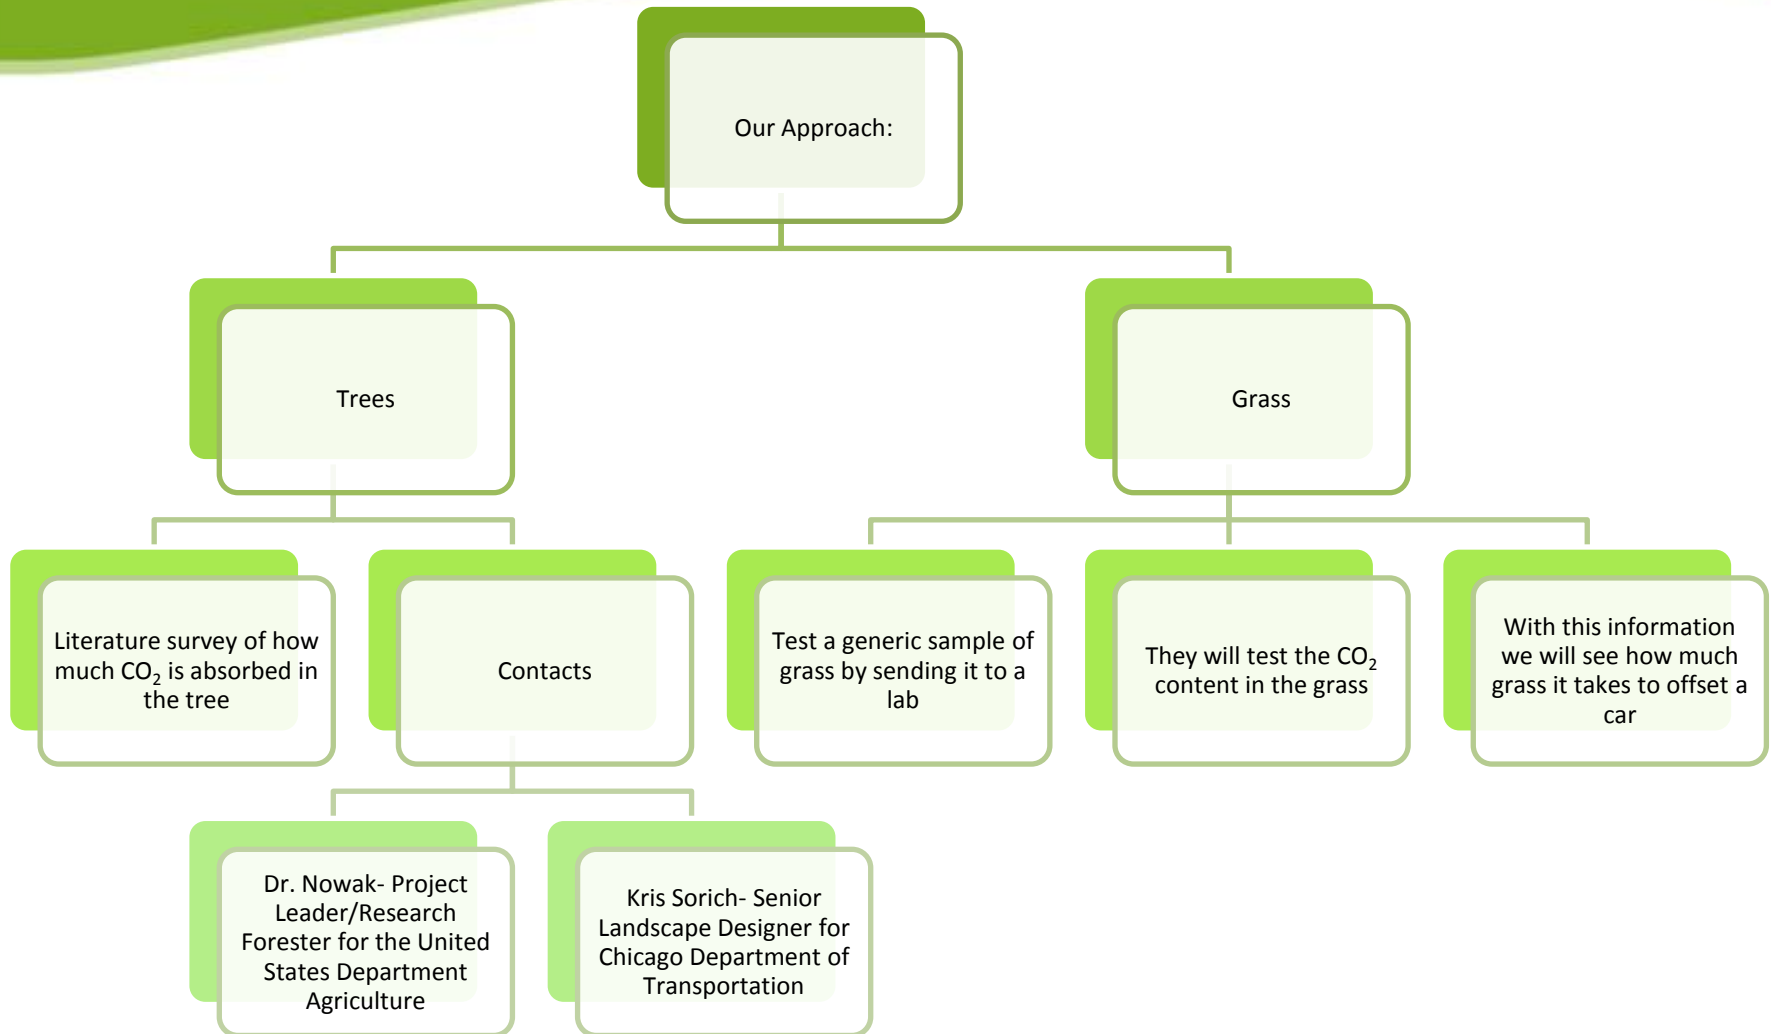 Our Approach:
Trees
Grass
Literature survey of how
much CO₂ is absorbed in
the tree
Contacts
Test a generic sample of
grass by sending it to a
lab
They will test the CO₂
content in the grass
With this information
we will see how much
grass it takes to offset a
car
Dr. Nowak- Project
Leader/Research
Forester for the United
States Department
Agriculture
Kris Sorich- Senior
Landscape Designer for
Chicago Department of
Transportation